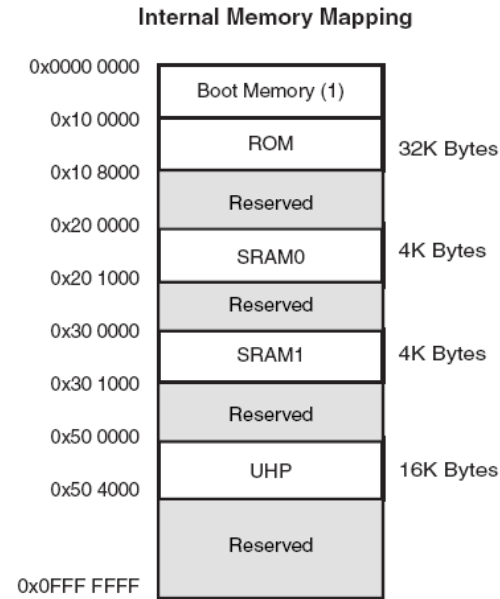 Internal Memory Mapping
0x0000 0000
Boot Memory (1)
0x10 0000
ROM
32K Bytes
0x10 8000
Reserved
0x20 0000
SRAM0
4K Bytes
0x20 1000
Reserved
0x30 0000
SRAM1
4K Bytes
0x30 1000
Reserved
0x50 0000
UHP
16K Bytes
0x50 4000
Reserved
0x0FFF FFFF